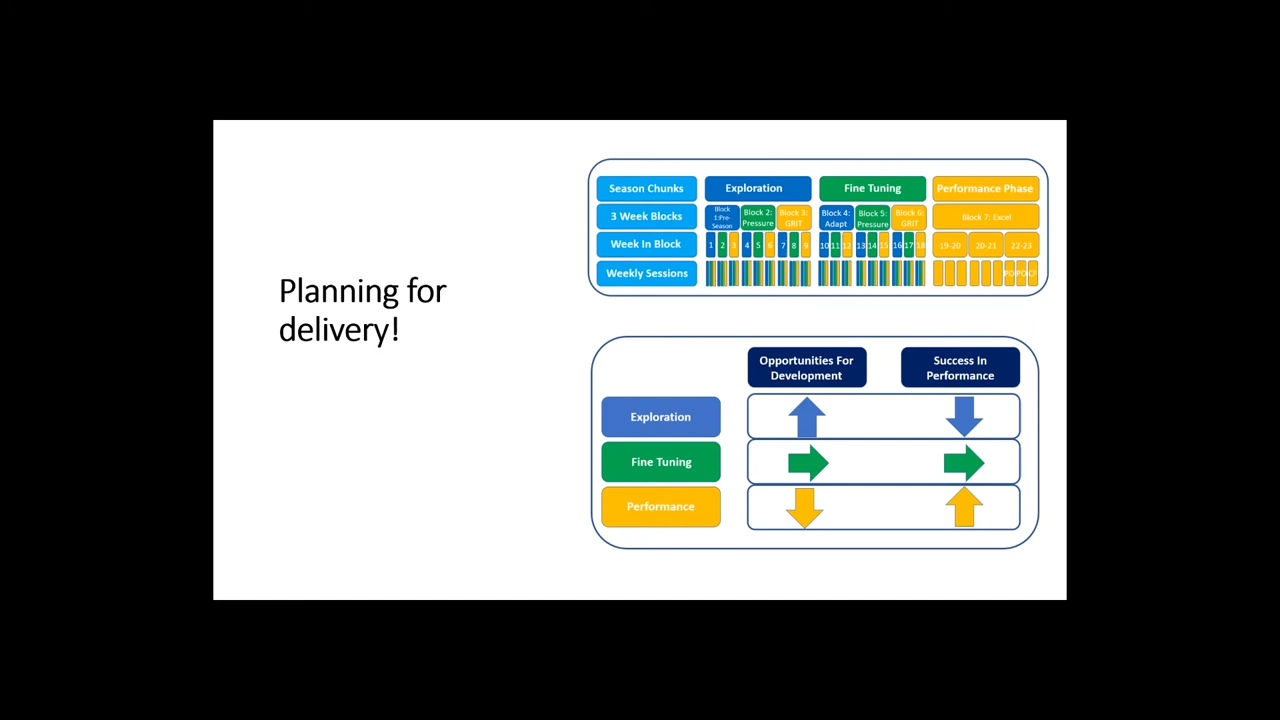 Planning for
delivery!
Season Chunks
Exploration
Fine Tuning
Performance Phase
3 Week Blocks
Block
1:Pre-
Season
Block 2:
Pressure
Block 3:
GRIT
Block 4:
Adapt
Block 5:
Pressure
Block 6:
GRIT
Block 7: Excel
Week In Block
1 2 3 4 5 6 7 8 9
10 11 12 13 14 15 16 17 18
19-20 20-21 22-23
Weekly Sessions
PO PO CF
Opportunities For
Development
Success In
Performance
Exploration
Fine Tuning
Performance